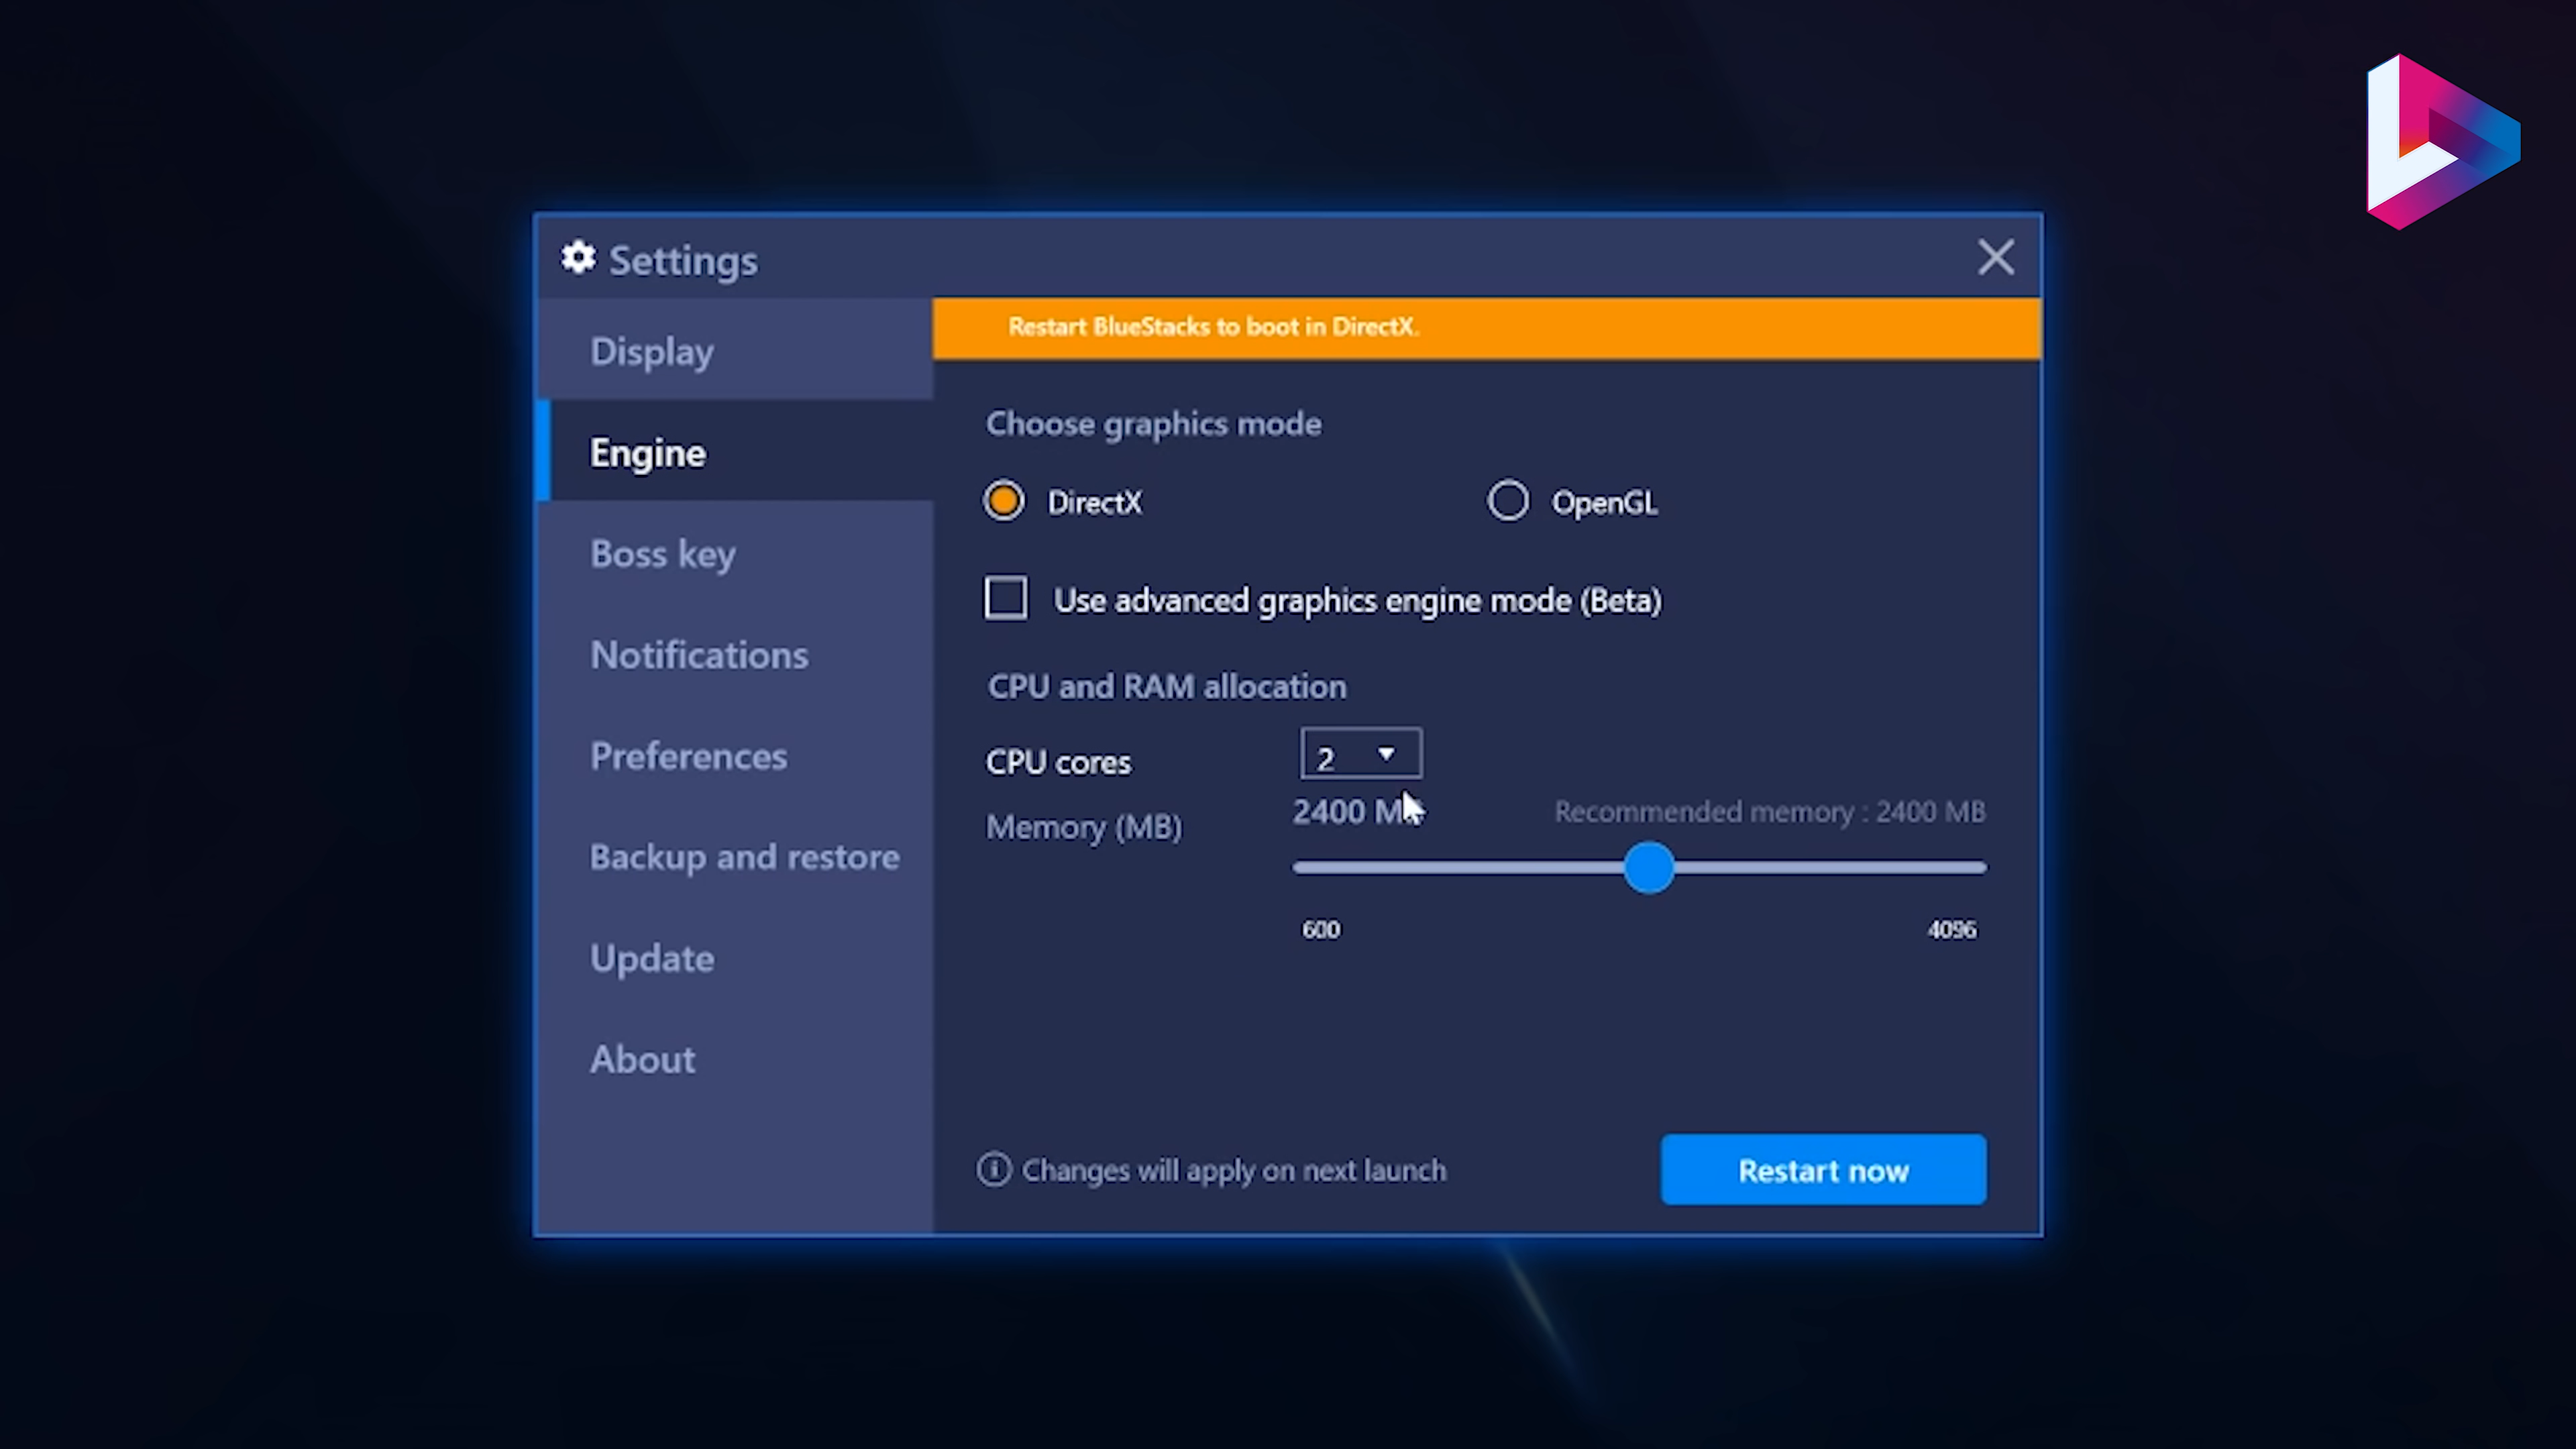 Settings
Display
Engine
Boss key
Notifications
Preferences
Backup and restore
Update
About
Restart BlueStacks to boot in DirectX.
Choose graphics mode
DirectX OpenGL
Use advanced graphics engine mode (Beta)
CPU and RAM allocation
CPU cores 2
Memory (MB) 2400 M Recommended memory : 2400 MB
600 4096
Changes will apply on next launch
Restart now